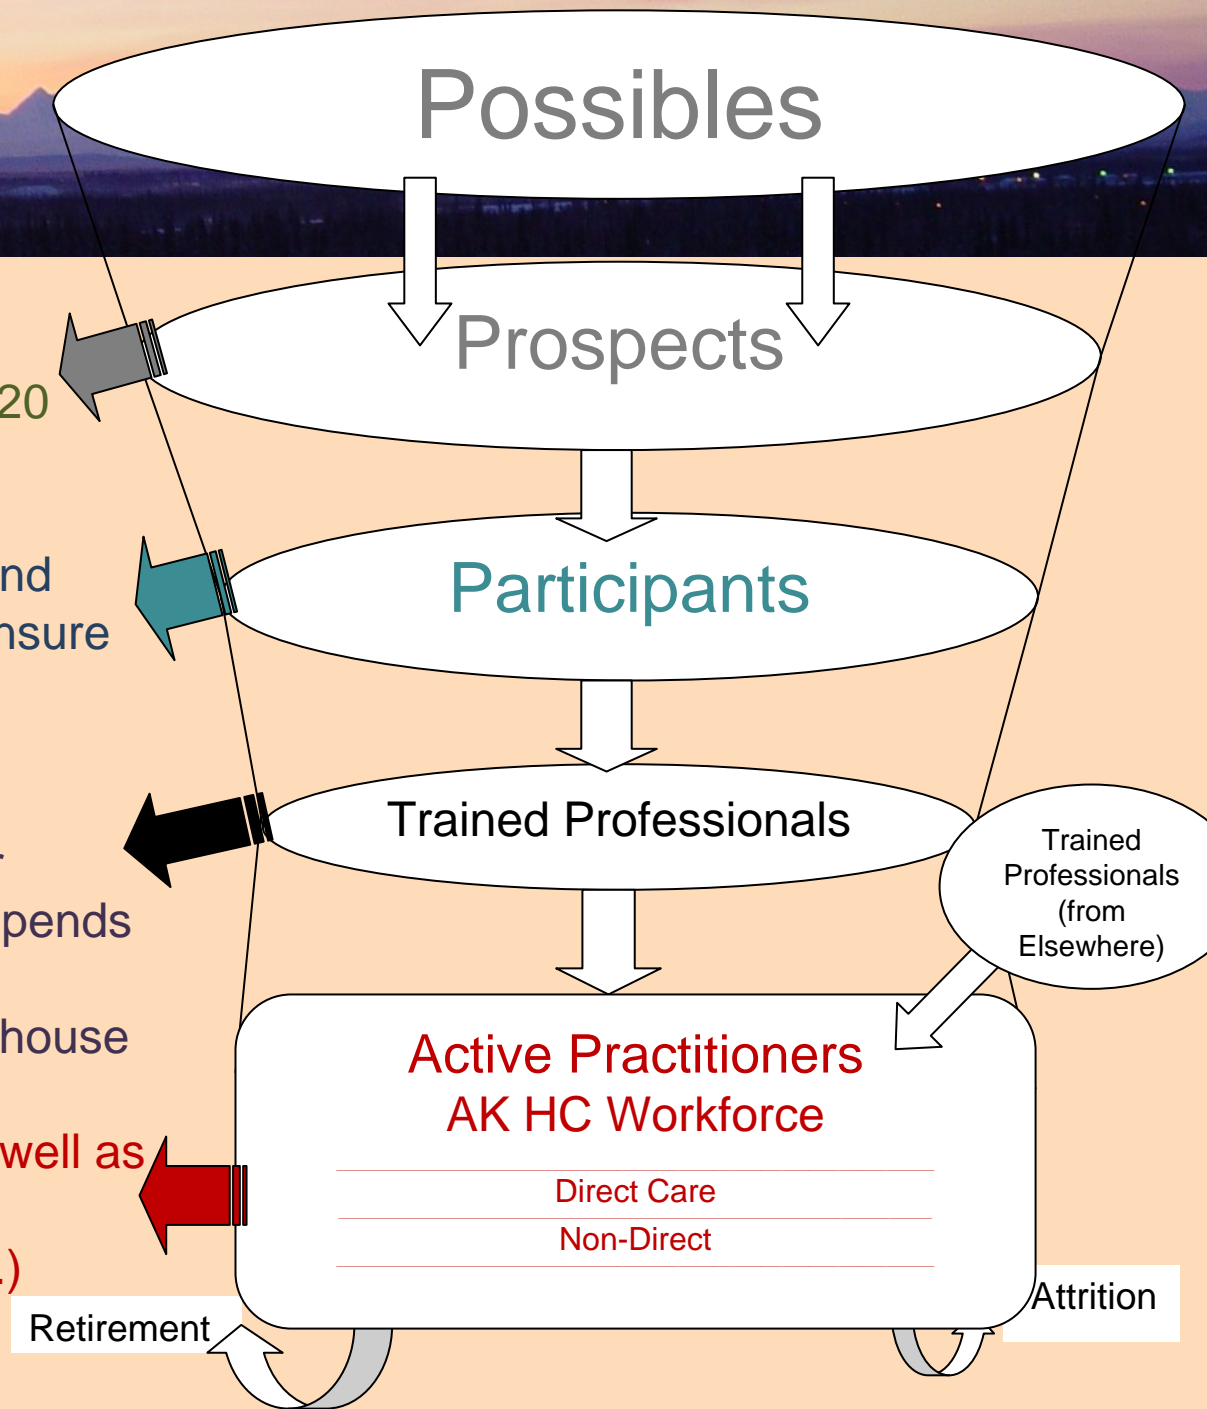 Possibles
Prospects
20
nd
Participants
nsure
Trained Professionals
Trained
Professionals
(from
Elsewhere)
pends
house
Active Practitioners
AK HC Workforce
well as
Direct Care
Non-Direct
.)
Retirement
Attrition